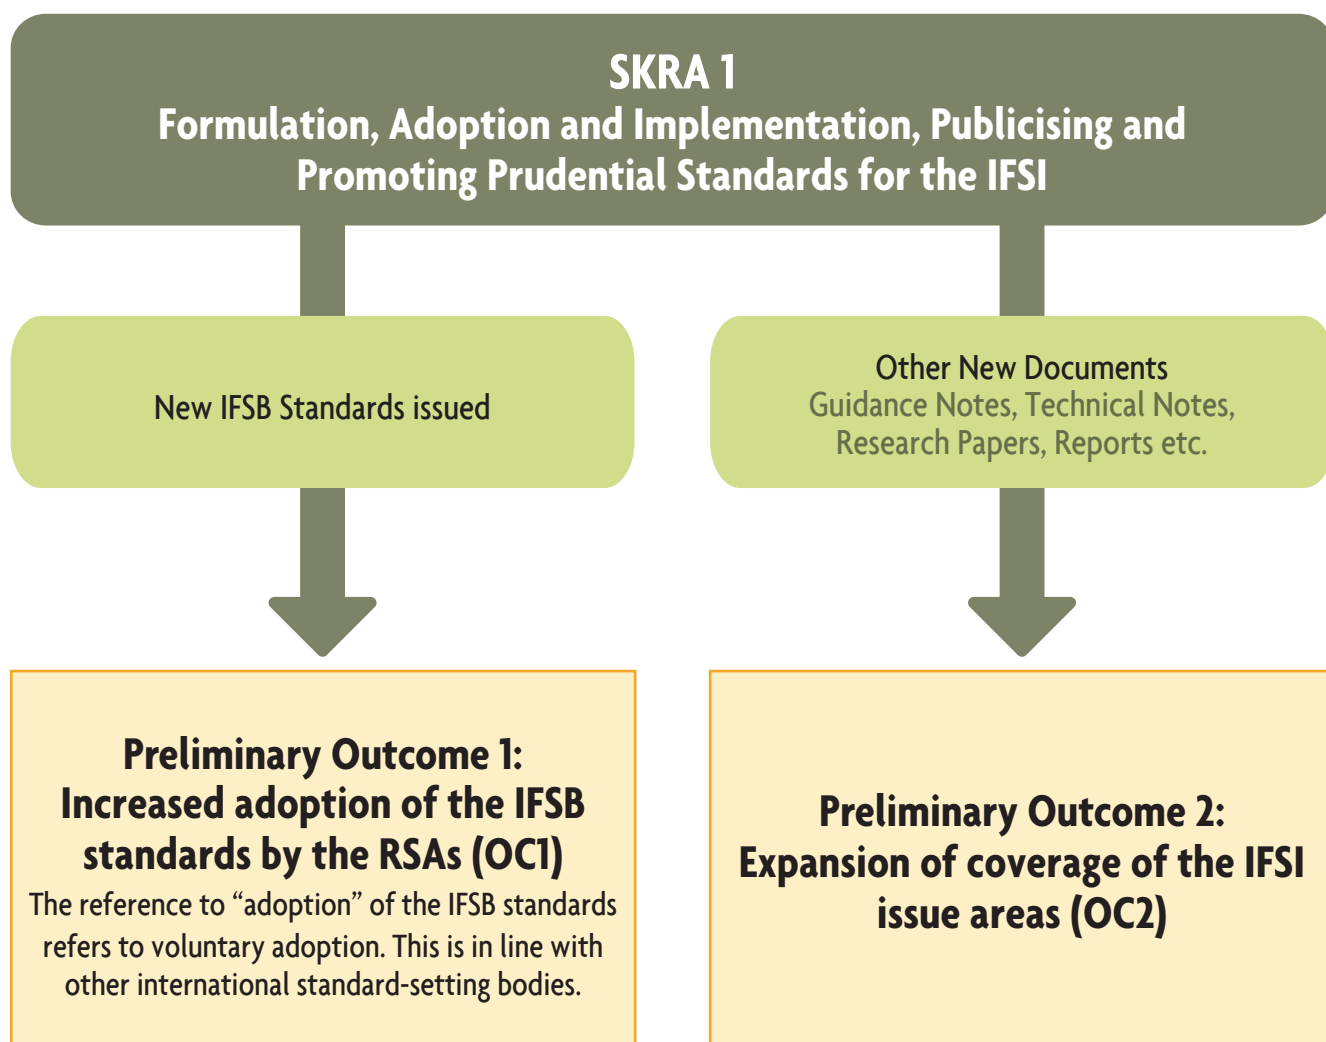 SKRA 1
Formulation, Adoption and Implementation, Publicising and
Promoting Prudential Standards for the IFSI
New IFSB Standards issued
Other New Documents
Guidance Notes, Technical Notes,
Research Papers, Reports etc.
Preliminary Outcome 1:
Increased adoption of the IFSB
standards by the RSAs (OC1)
The reference to “adoption” of the IFSB standards
refers to voluntary adoption. This is in line with
other international standard-setting bodies.
Preliminary Outcome 2:
Expansion of coverage of the IFSI
issue areas (OC2)